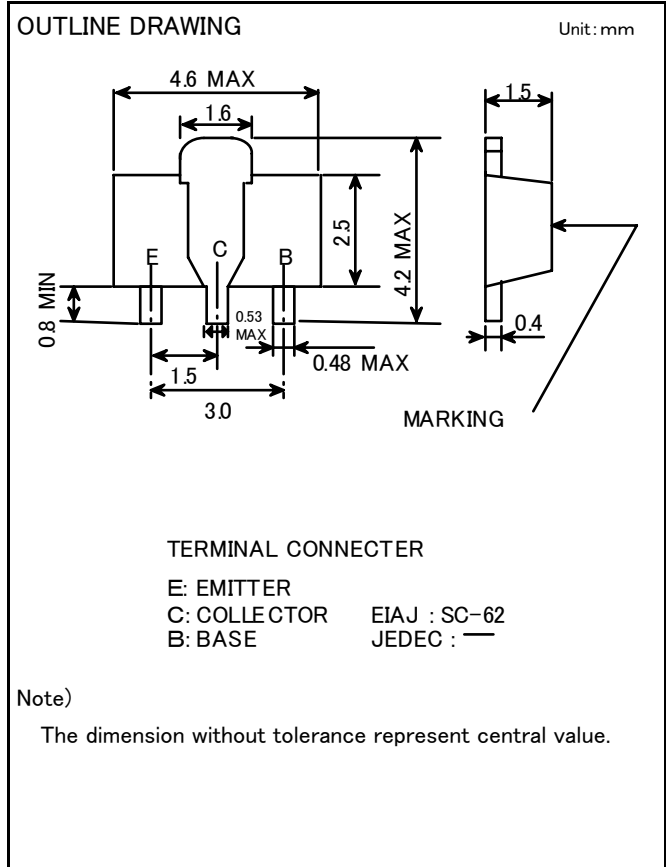 OUTLINE DRAWING
Unit:mm
4.6 MAX
1.6
1.5
E
C
B
2.5
4.2 MAX
0.8 MIN
0.53
MAX
0.48 MAX
0.4
1.5
3.0
MARKING
TERMINAL CONNECTER
E: EMITTER
C: COLLECTOR EIAJ : SC-62
B: BASE JEDEC : —
Note)
The dimension without tolerance represent central value.